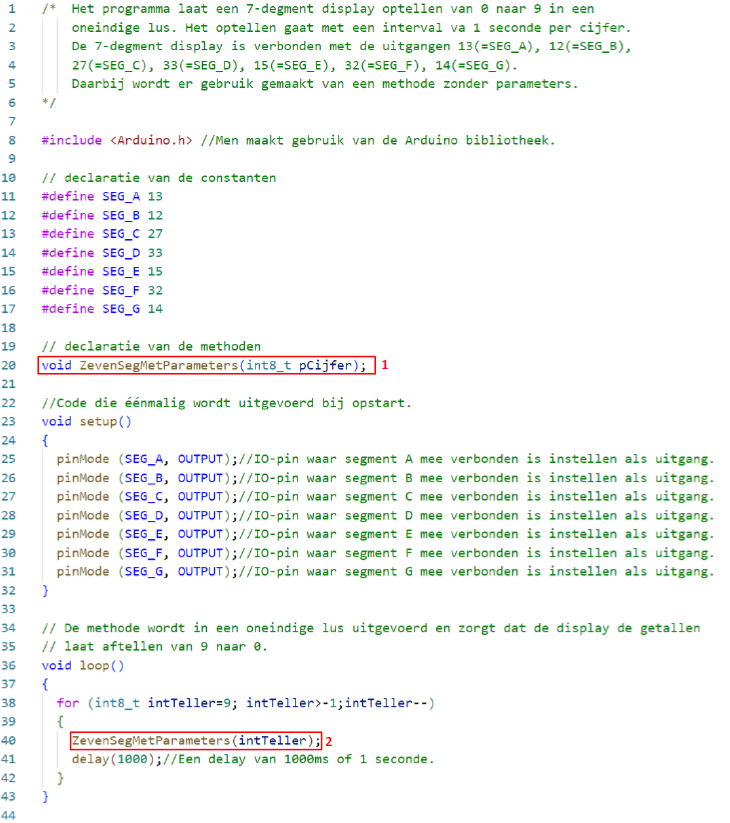 1 /*  Het programma laat een 7-degment display optellen van 0 naar 9 in een
2 oneindige lus. Het optellen gaat met een interval va 1 seconde per cijfer.
3 De 7-degment display is verbonden met de uitgangen 13(=SEG_A), 12(=SEG_B),
4 27(=SEG_C), 33(=SEG_D), 15(=SEG_E), 32(=SEG_F), 14(=SEG_G).
5 Daarbij wordt er gebruik gemaakt van een methode zonder parameters.
6 */
7
8 #include <Arduino.h> //Men maakt gebruik van de Arduino bibliotheek.
9
10 // declaratie van de constanten
11 #define SEG_A 13
12 #define SEG_B 12
13 #define SEG_C 27
14 #define SEG_D 33
15 #define SEG_E 15
16 #define SEG_F 32
17 #define SEG_G 14
18
19 // declaratie van de methoden
20 void ZevenSegMetParameters(int8_t pCijfer); 1
21
22 //Code die éénmalig wordt uitgevoerd bij opstart.
23 void setup()
24 {
25 pinMode (SEG_A, OUTPUT);//IO-pin waar segment A mee verbonden is instellen als uitgang.
26 pinMode (SEG_B, OUTPUT);//IO-pin waar segment B mee verbonden is instellen als uitgang.
27 pinMode (SEG_C, OUTPUT);//IO-pin waar segment C mee verbonden is instellen als uitgang.
28 pinMode (SEG_D, OUTPUT);//IO-pin waar segment D mee verbonden is instellen als uitgang.
29 pinMode (SEG_E, OUTPUT);//IO-pin waar segment E mee verbonden is instellen als uitgang.
30 pinMode (SEG_F, OUTPUT);//IO-pin waar segment F mee verbonden is instellen als uitgang.
31 pinMode (SEG_G, OUTPUT);//IO-pin waar segment G mee verbonden is instellen als uitgang.
32 }
33
34 // De methode wordt in een oneindige lus uitgevoerd en zorgt dat de display de getallen
35 // laat aftellen van 9 naar 0.
36 void loop()
37 {
38 for (int8_t intTeller=9; intTeller>-1;intTeller--)
39 {
40 ZevenSegMetParameters(intTeller); 2
41 delay(1000);//Een delay van 1000ms of 1 seconde.
42 }
43 }
44